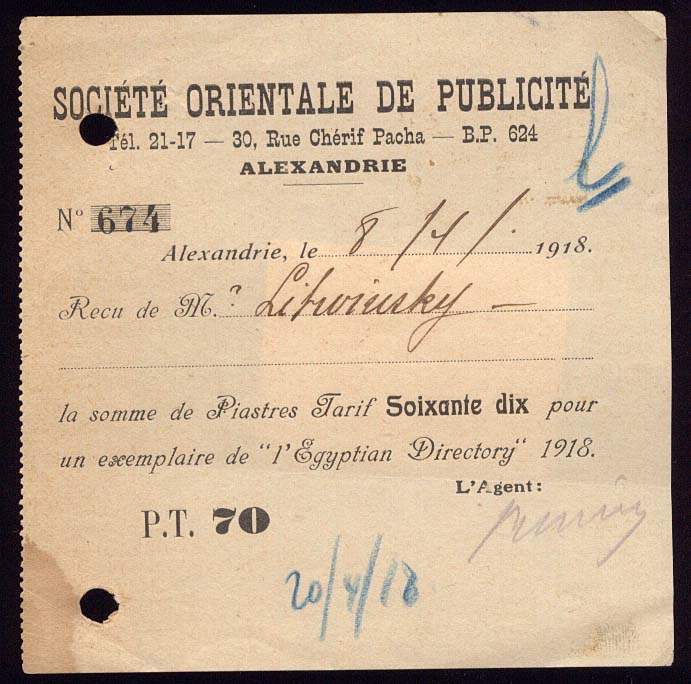 SOCIÉTÉ ORIENTALE DE PUBLICITÉ
Tél. 21-17 — 30, Rue Chérif Pacha — B.P. 624
ALEXANDRIE
N° 674
Alexandrie, le 8/4/. 1918.
Recu de M.? Litwinsky —
la somme de Piastres Tarif Soixante dix pour
un exemplaire de "l'Egyptian Directory" 1918.
L'Agent:
P.T. 70
20/4/18